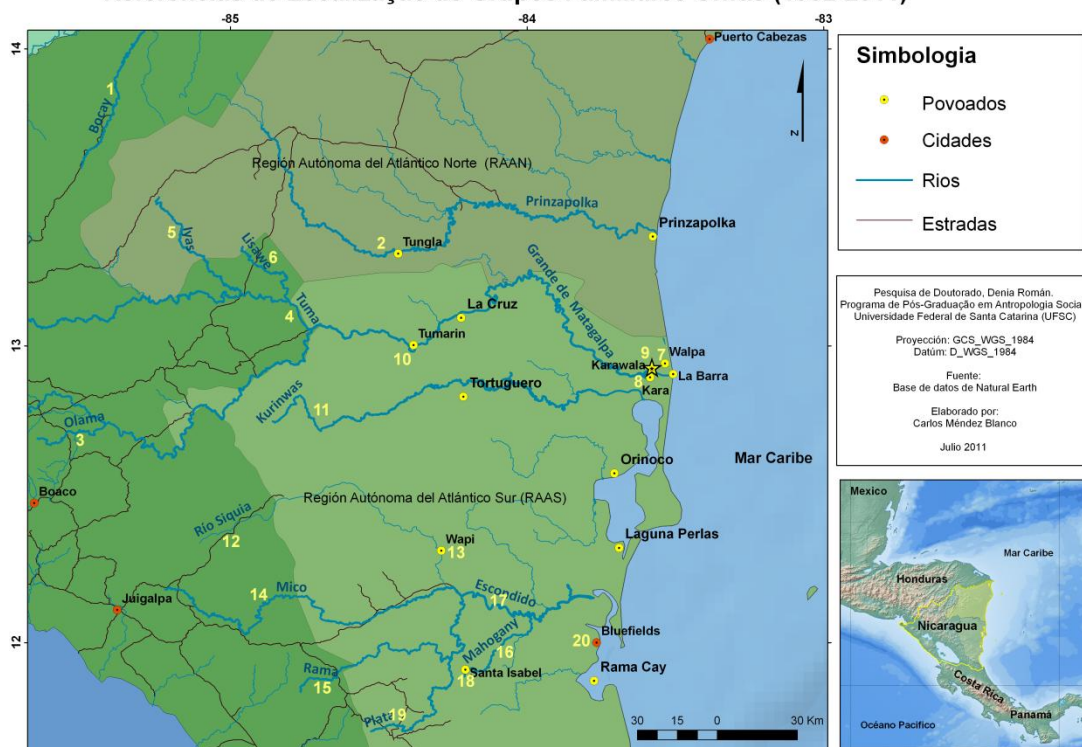 -85
-84
-83
14
13
12
Puerto Cabezas
1
Boçay
Región Autónoma del Atlántico Norte (RAAN)
Prinzapolka
Prinzapolka
5
Iyas
Lisawe
6
2
Tungla
Grande de Matagalpa
Tuma
4
La Cruz
Tumarin
10
9
7
Walpa
Karawala
La Barra
8
Kara
Kurinwas
11
Tortuguero
Olama
3
Orinoco
Mar Caribe
Boaco
Región Autónoma del Atlántico Sur (RAAS)
Río Siquia
12
Wapi
13
Laguna Perlas
14
Mico
Escondido
17
Juigalpa
Mahogany
16
20
Bluefields
Rama
15
Santa Isabel
18
Rama Cay
Plata
19
30 15 0 30 Km
z
Simbologia
Povoados
Cidades
Rios
Estradas
Pesquisa de Doutorado, Denia Román.
Programa de Pós-Graduação em Antropologia Socia
Universidade Federal de Santa Catarina (UFSC)
Proyección: GCS_WGS_1984
Datúm: D_WGS_1984
Fuente:
Base de datos de Natural Earth
Elaborado por:
Carlos Méndez Blanco
Julio 2011
Mexico
Mar Caribe
Honduras
Nicaragua
Costa Rica
Panamá
Océano Pacifico